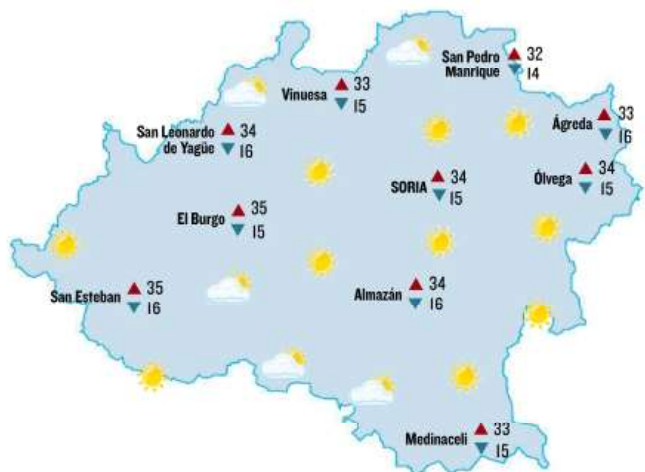 San Pedro
Manrique
32
14
Vinuesa
33
15
Ágreda
33
16
San Leonardo
de Yagüe
34
16
SORIA
34
15
Ólvega
34
15
El Burgo
35
15
San Esteban
35
16
Almazán
34
16
Medinaceli
33
15